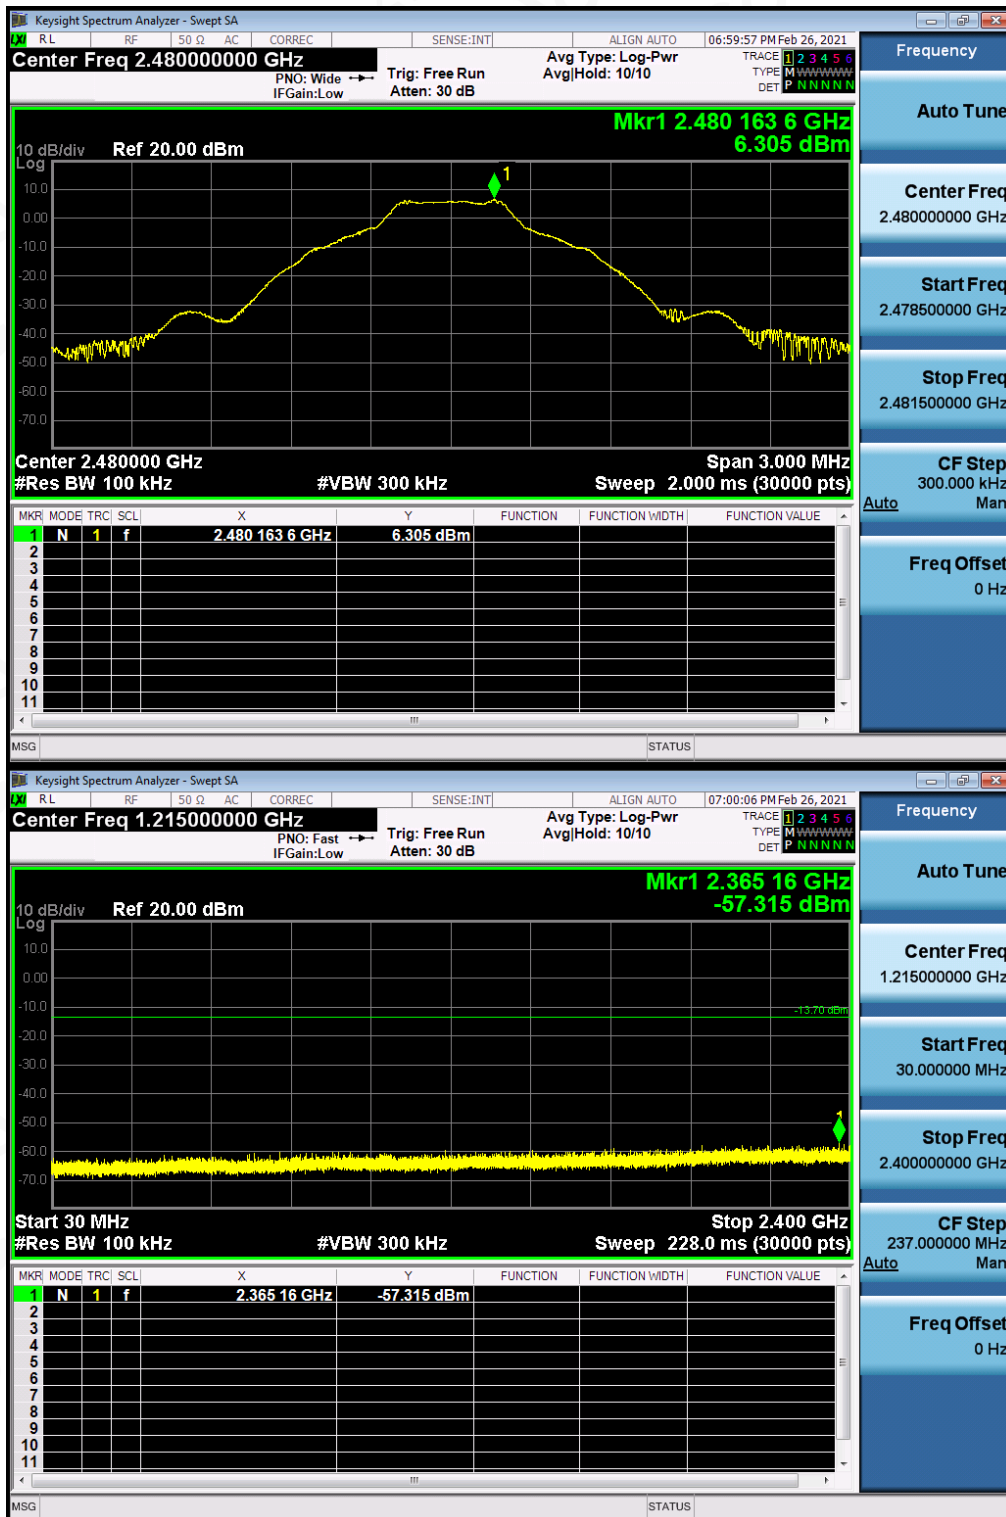 Keysight Spectrum Analyzer - Swept SA
LXI RL RF 50 Ω AC CORREC SENSE:INT ALIGN AUTO 06:59:57 PM Feb 26, 2021
Center Freq 2.480000000 GHz
PNO: Wide
IFGain:Low
Trig: Free Run
Atten: 30 dB
Avg Type: Log-Pwr
Avg|Hold: 10/10
TRACE 1 2 3 4 5 6
TYPE M WWWWW
DET P N N N N N
Mkr1 2.480 163 6 GHz
6.305 dBm
10 dB/div Ref 20.00 dBm
Log
1
10.0
0.00
-10.0
-20.0
-30.0
-40.0
-50.0
-60.0
-70.0
Center 2.480000 GHz Span 3.000 MHz
#Res BW 100 kHz #VBW 300 kHz Sweep 2.000 ms (30000 pts)
MKR MODE TRC SCL X Y FUNCTION FUNCTION WIDTH FUNCTION VALUE
1 N 1 f 2.480 163 6 GHz 6.305 dBm
2
3
4
5
6
7
8
9
10
11
MSG STATUS
Frequency
Auto Tune
Center Freq
2.480000000 GHz
Start Freq
2.478500000 GHz
Stop Freq
2.481500000 GHz
CF Step
300.000 kHz
Auto Man
Freq Offset
0 Hz
Keysight Spectrum Analyzer - Swept SA
LXI RL RF 50 Ω AC CORREC SENSE:INT ALIGN AUTO 07:00:06 PM Feb 26, 2021
Center Freq 1.215000000 GHz
PNO: Fast
IFGain:Low
Trig: Free Run
Atten: 30 dB
Avg Type: Log-Pwr
Avg|Hold: 10/10
TRACE 1 2 3 4 5 6
TYPE M WWWWW
DET P N N N N N
Mkr1 2.365 16 GHz
-57.315 dBm
10 dB/div Ref 20.00 dBm
Log
10.0
0.00
-10.0
-13.70 dBm
-20.0
-30.0
-40.0
-50.0
1
-60.0
-70.0
Start 30 MHz Stop 2.400 GHz
#Res BW 100 kHz #VBW 300 kHz Sweep 228.0 ms (30000 pts)
MKR MODE TRC SCL X Y FUNCTION FUNCTION WIDTH FUNCTION VALUE
1 N 1 f 2.365 16 GHz -57.315 dBm
2
3
4
5
6
7
8
9
10
11
MSG STATUS
Frequency
Auto Tune
Center Freq
1.215000000 GHz
Start Freq
30.000000 MHz
Stop Freq
2.400000000 GHz
CF Step
237.000000 MHz
Auto Man
Freq Offset
0 Hz